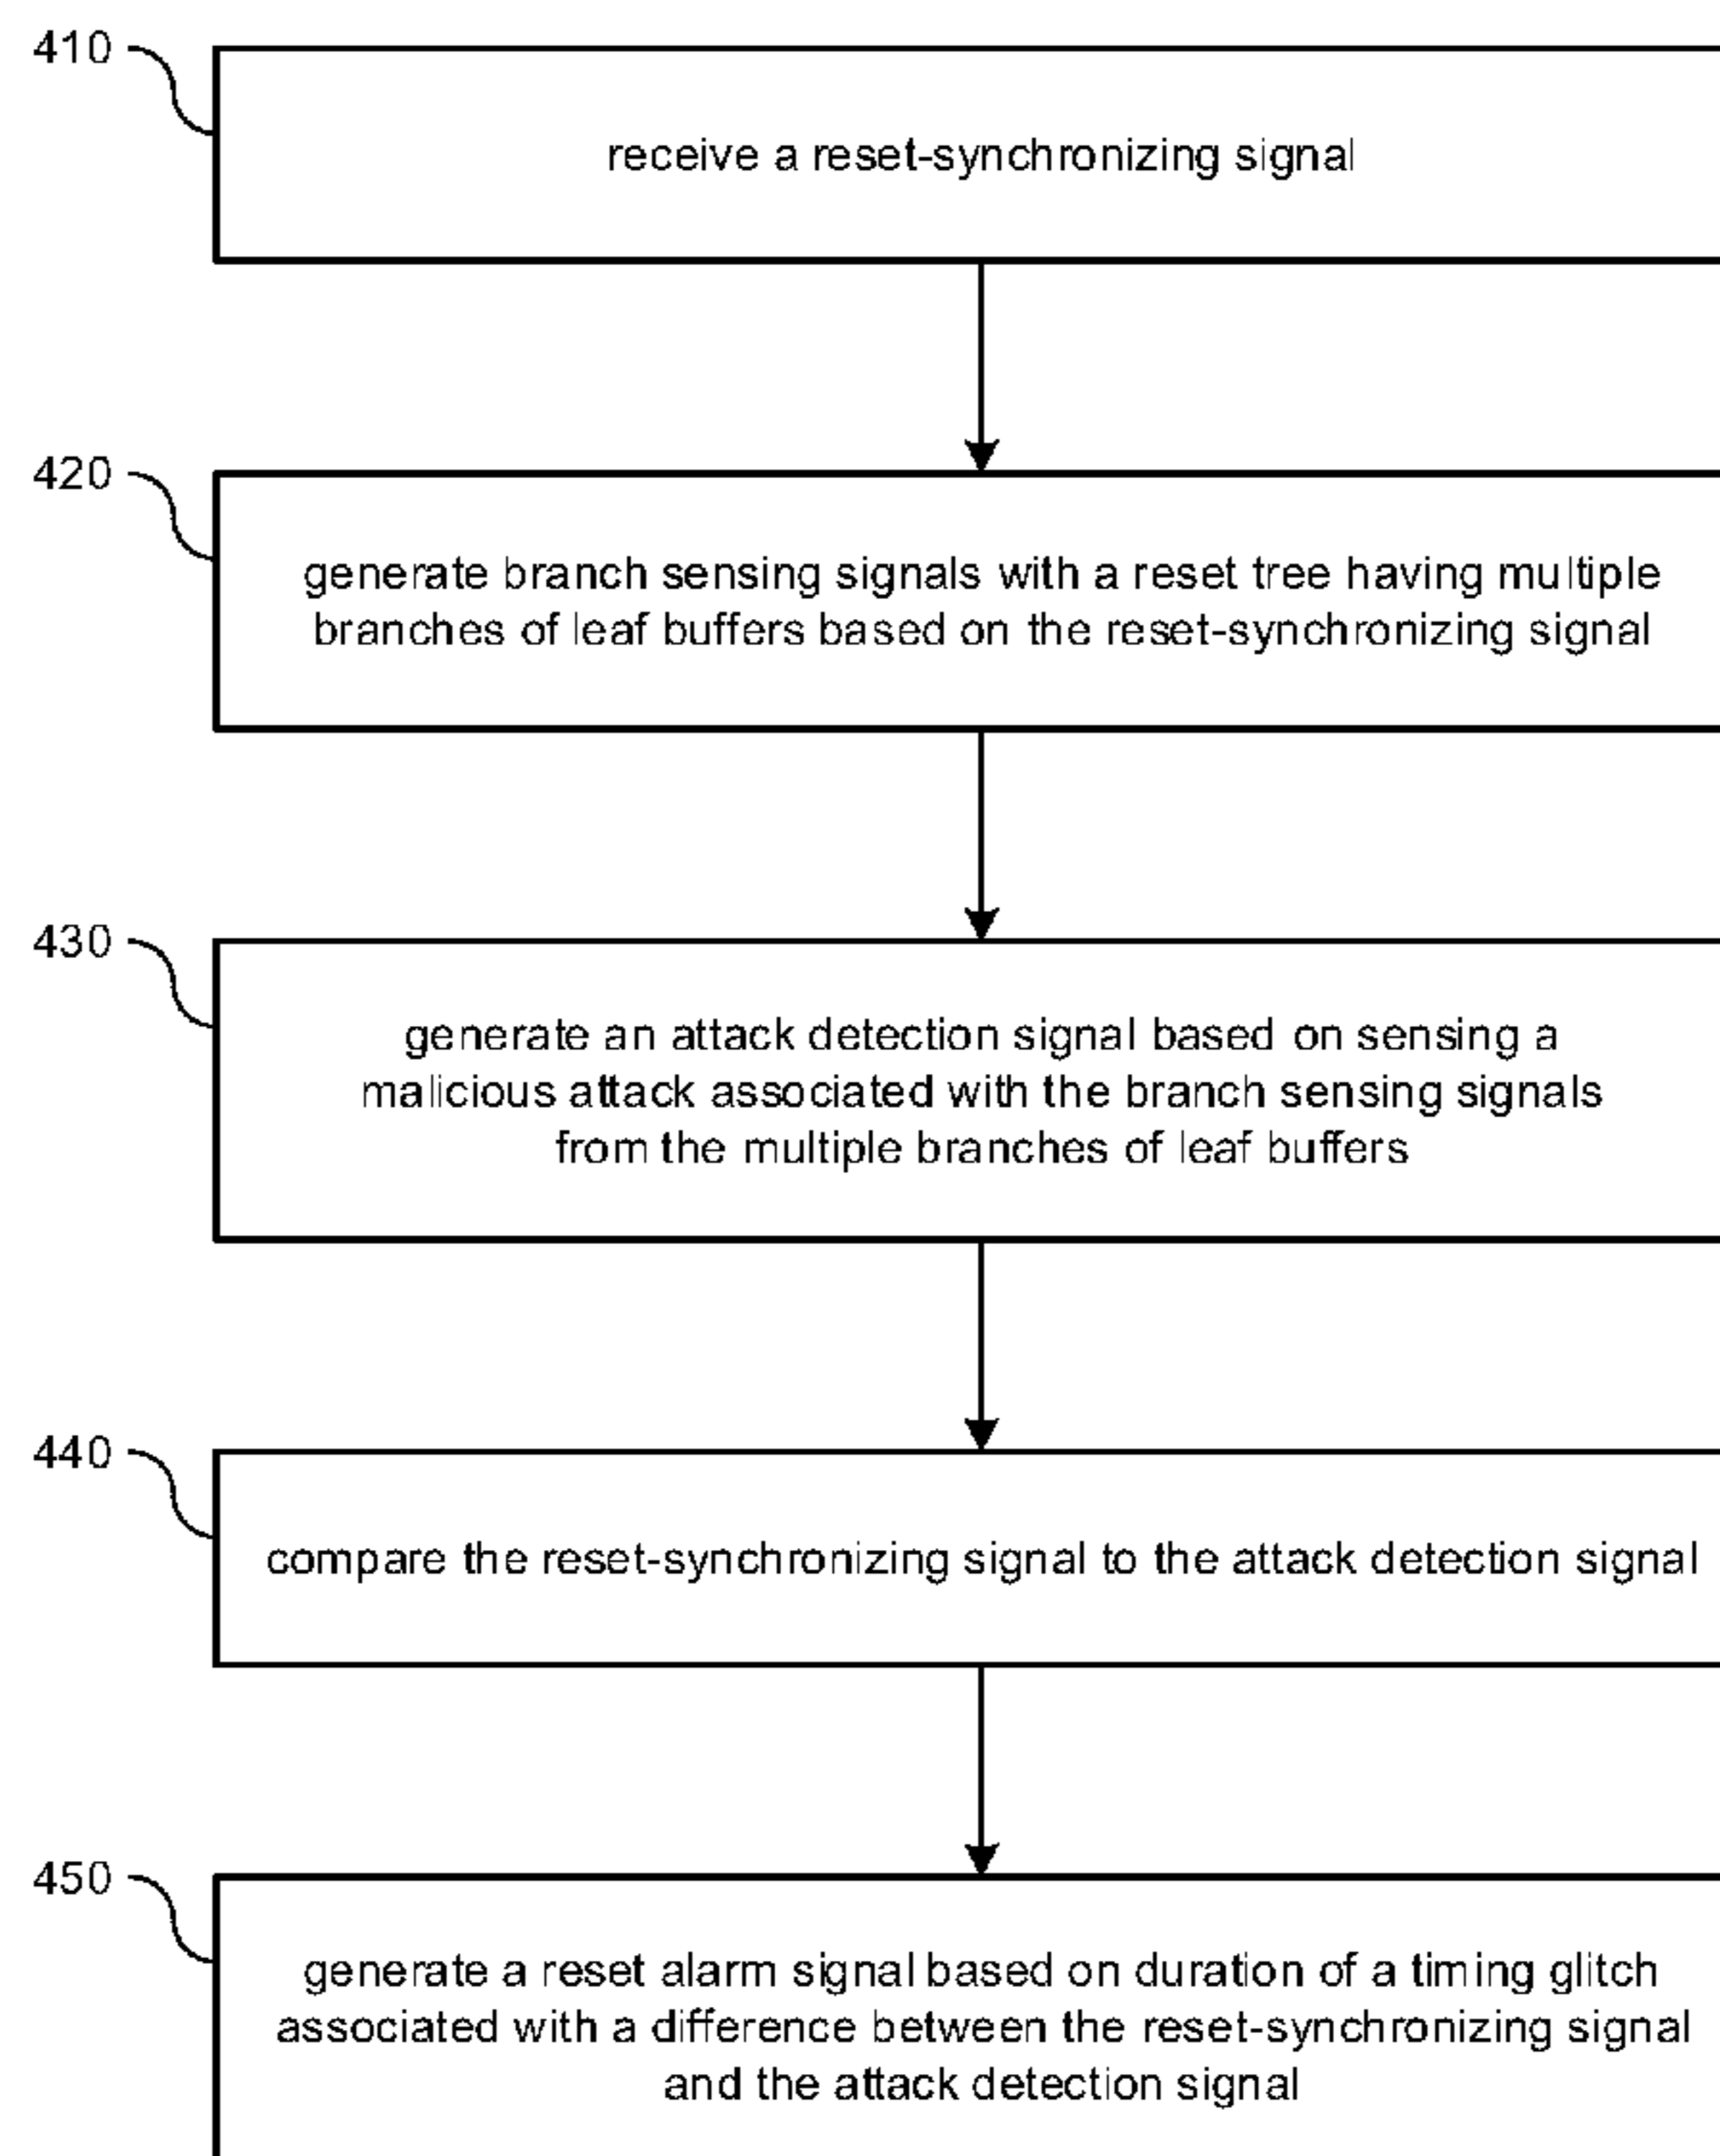 410
receive a reset-synchronizing signal
420
generate branch sensing signals with a reset tree having multiple
branches of leaf buffers based on the reset-synchronizing signal
430
generate an attack detection signal based on sensing a
malicious attack associated with the branch sensing signals
from the multiple branches of leaf buffers
440
compare the reset-synchronizing signal to the attack detection signal
450
generate a reset alarm signal based on duration of a timing glitch
associated with a difference between the reset-synchronizing signal
and the attack detection signal